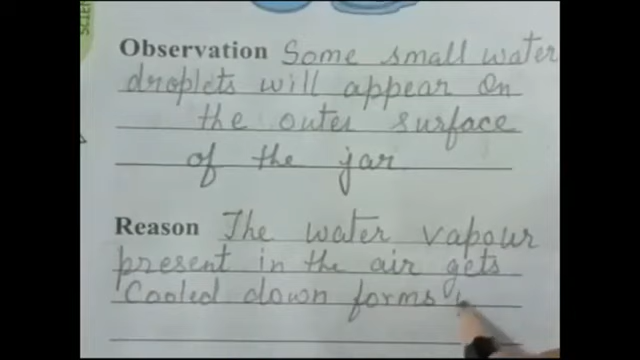 SCIEN
Observation Some small water
droplets will appear on
the outer surface
of the jar
Reason The water vapour
present in the air gets
Cooled down forms